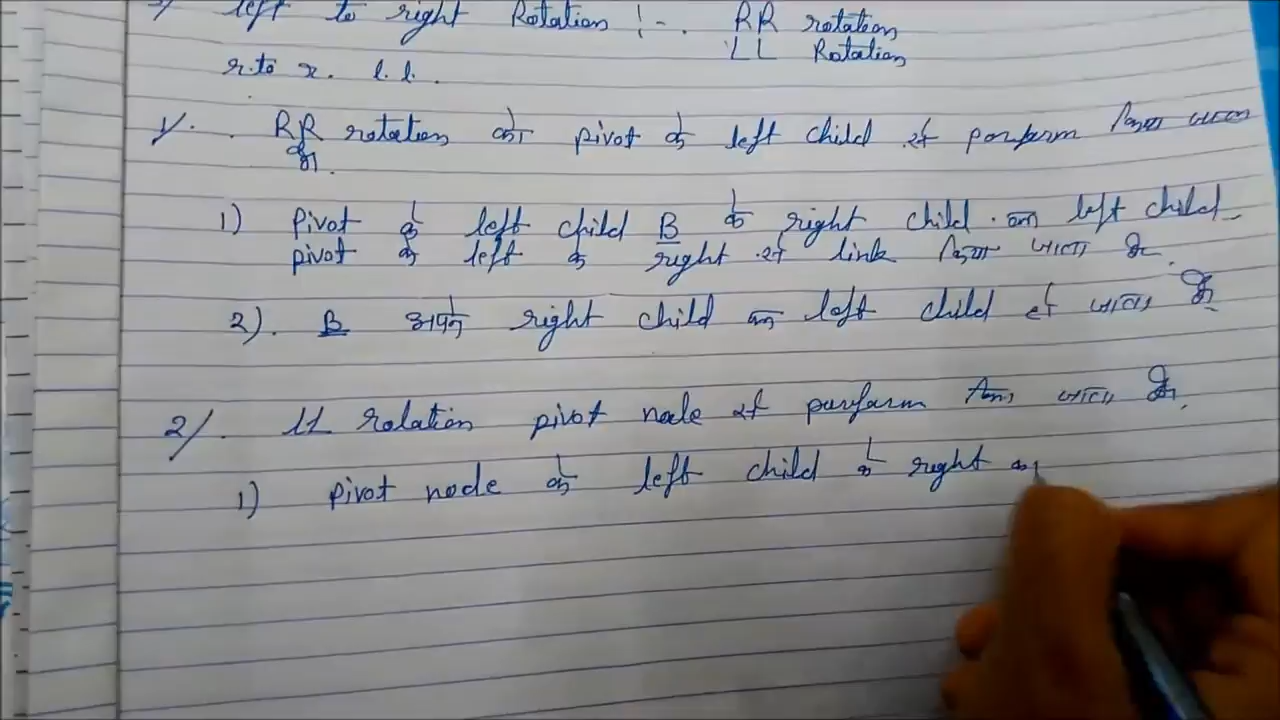 left to right Rotation :- RR rotation
LL Rotation
r. to x. l. l.
1/. RR rotation को pivot के left child से perform किया जाता
है।
1) Pivot के left child B के right child को left child
pivot के left के right से link किया जाता है.
2). B अपने right child का left child हो जाता है
2/. LL rotation pivot node से perform किया जाता है.
1) pivot node के left child के right का